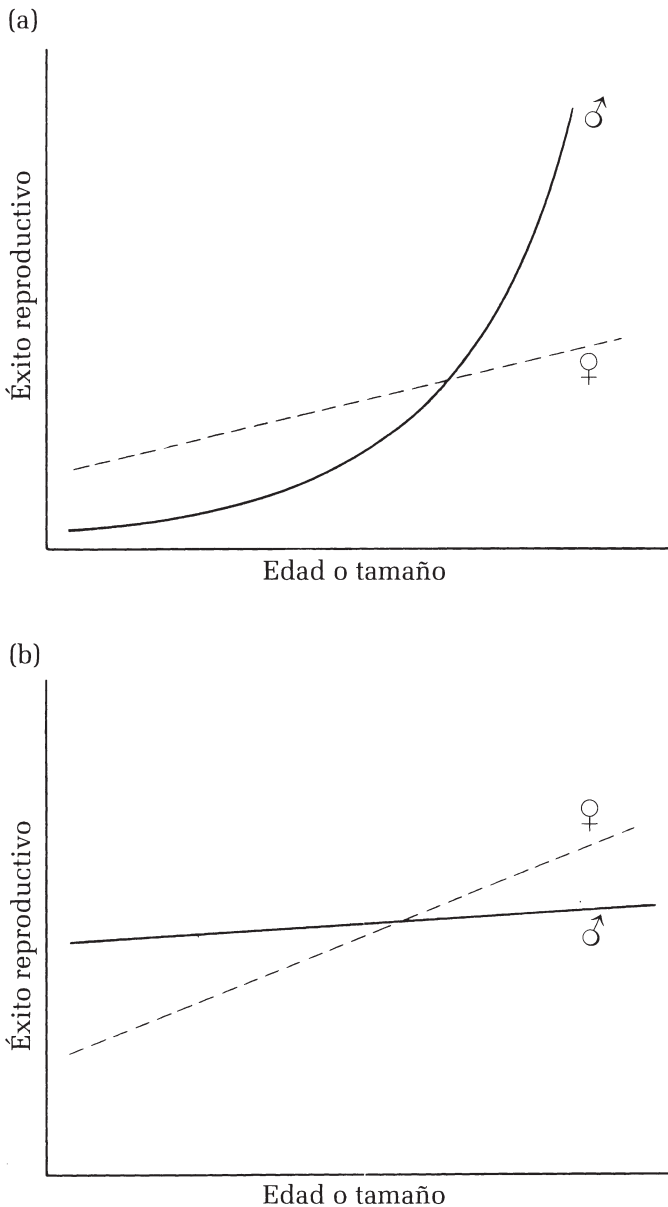 (a)
Éxito reproductivo
♂
♀
Edad o tamaño
(b)
Éxito reproductivo
♀
♂
Edad o tamaño